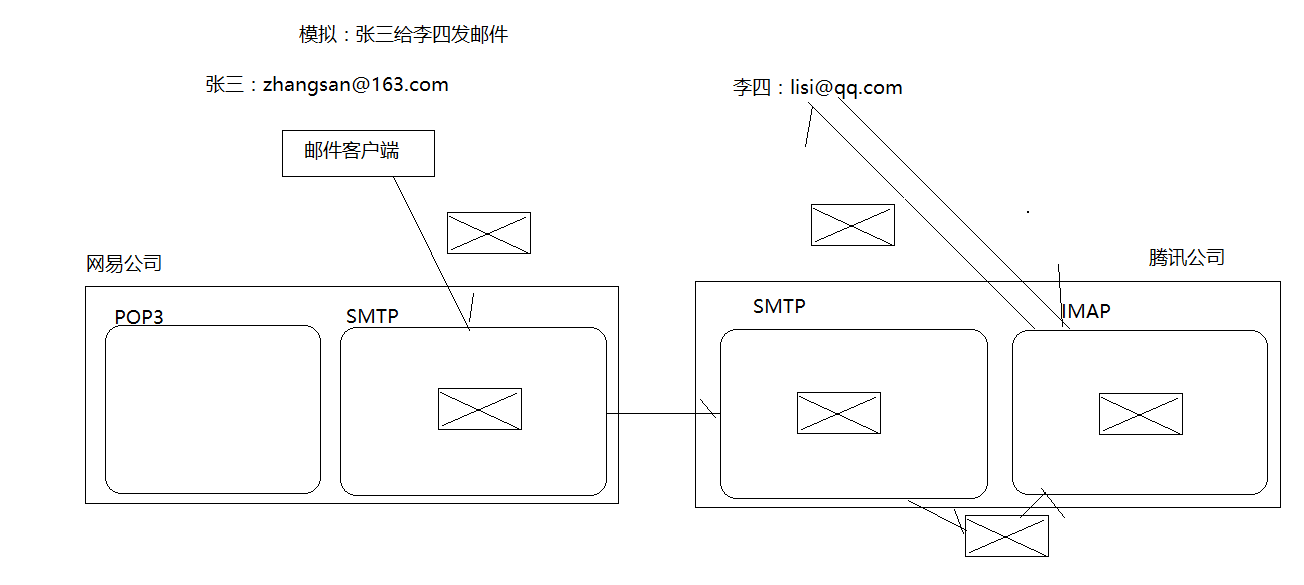 模拟：张三给李四发邮件
张三：zhangsan@163.com
李四：lisi@qq.com
邮件客户端
网易公司
腾讯公司
POP3
SMTP
SMTP
IMAP